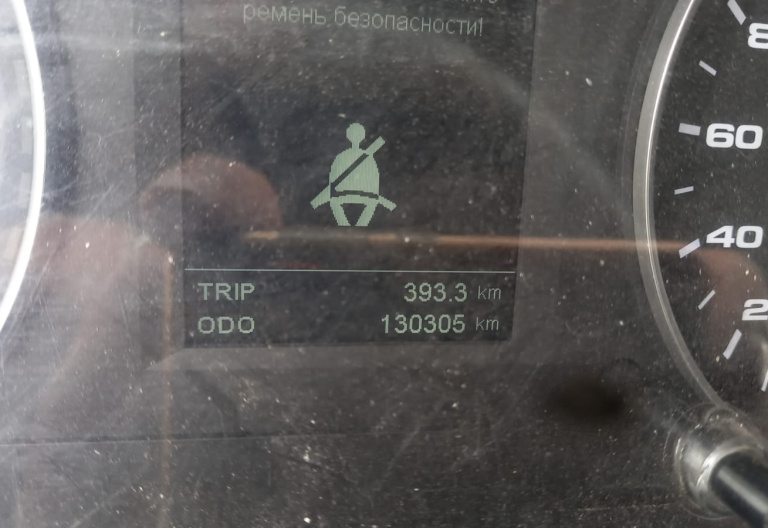 ремень безопасности!
TRIP 393.3 km
ODO 130305 km
60
40